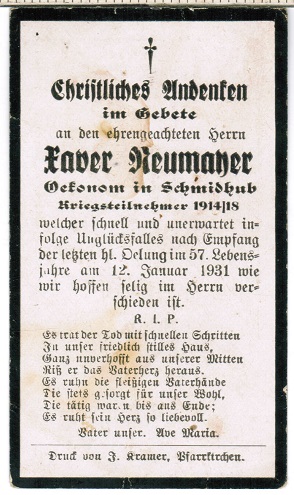 Christliches Andenken
im Gebete
an den ehrengeachteten Herrn
Xaver Neumayer
Oekonom in Schmidhub
Kriegsteilnehmer 1914|18
welcher schnell und unerwartet in-
folge Unglücksfalles nach Empfang
der letzten hl. Oelung im 57. Lebens-
jahre am 12. Januar 1931 wie
wir hoffen selig im Herrn ver-
schieden ist.
R. I. P.
Es trat der Tod mit schnellen Schritten
In unser friedlich stilles Haus,
Ganz unverhofft aus unserer Mitten
Riß er das Vaterherz heraus.
Es ruhn die fleißigen Vaterhände
Die stets gesorgt für unser Wohl,
Die tätig waren bis ans Ende;
Es ruht sein Herz so liebevoll.
Vater unser. Ave Maria.
Druck von J. Kramer, Pfarrkirchen.